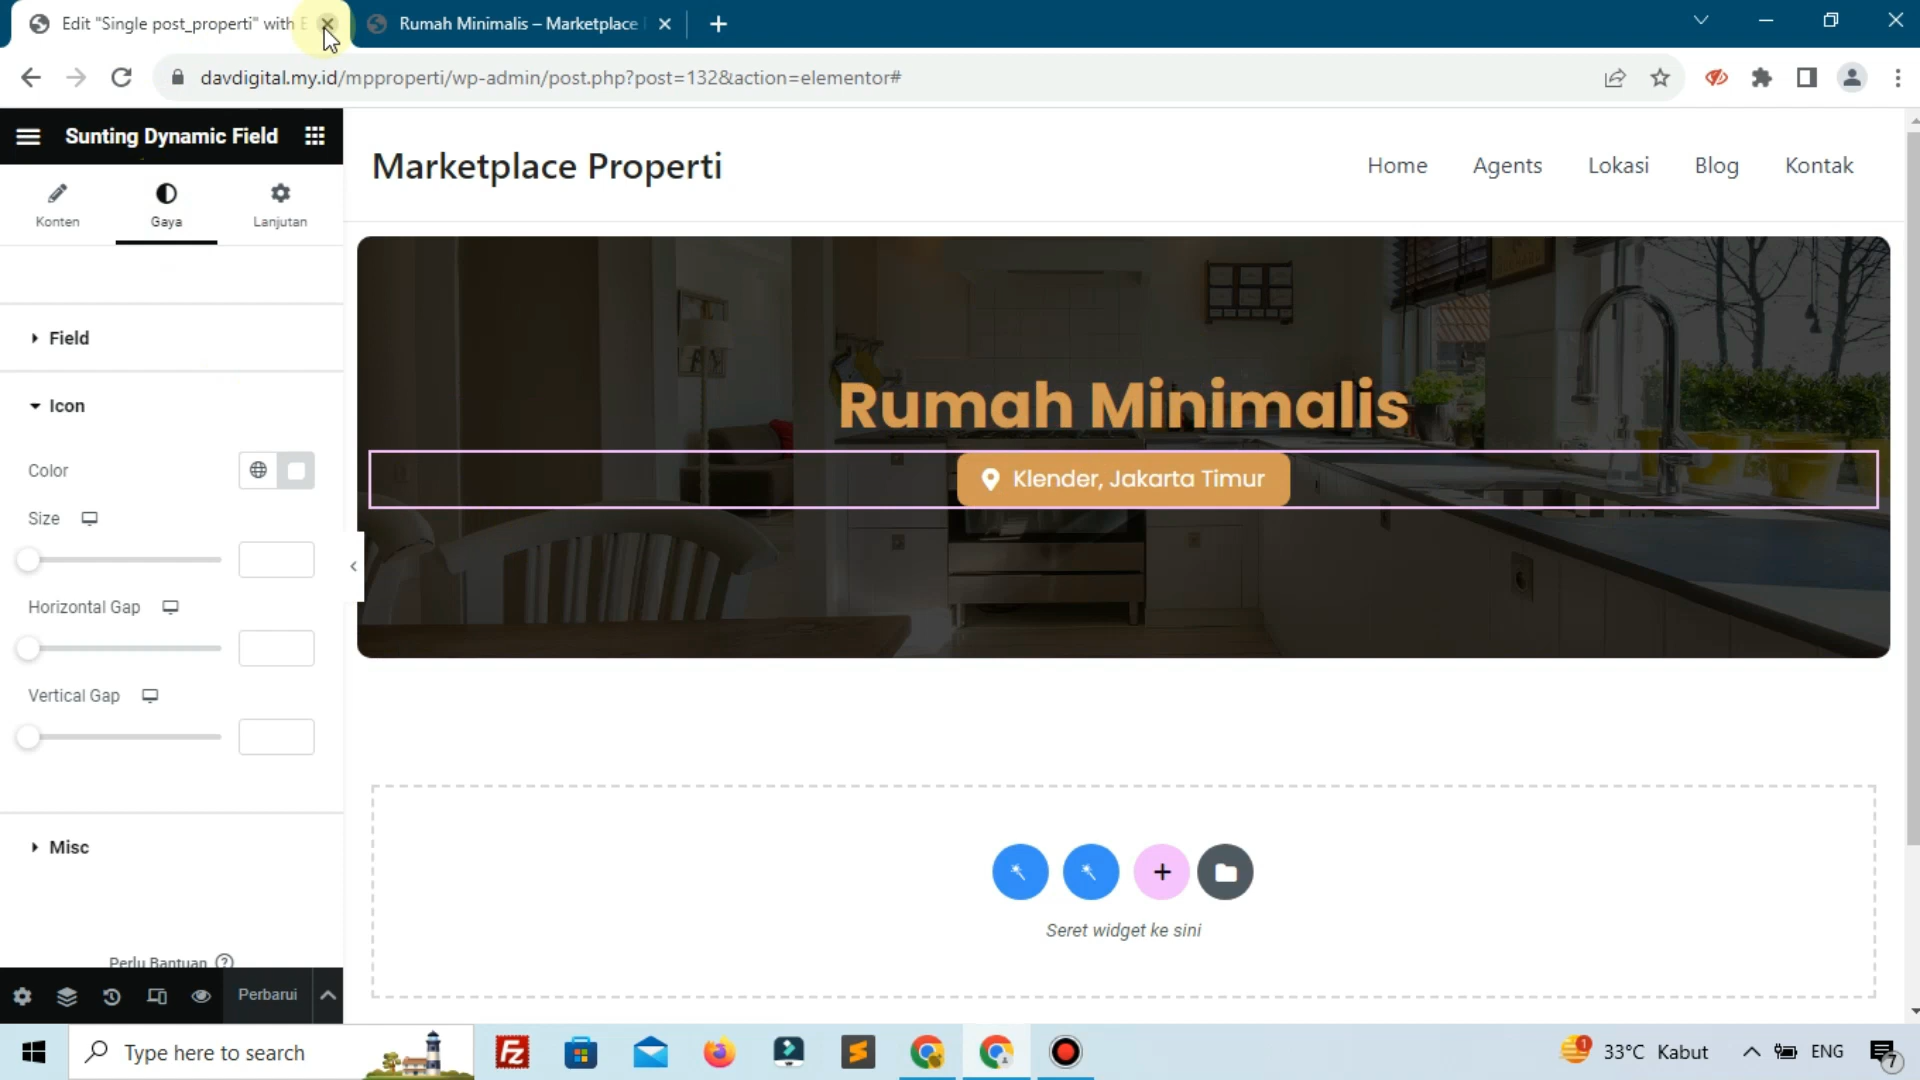 Edit "Single post_properti" with E
Rumah Minimalis – Marketplace
davdigital.my.id/mpproperti/wp-admin/post.php?post=132&action=elementor#
Sunting Dynamic Field
Konten
Gaya
Lanjutan
Field
Icon
Color
Size
Horizontal Gap
Vertical Gap
Misc
Perlu Bantuan
Perbarui
Marketplace Properti
Home
Agents
Lokasi
Blog
Kontak
Rumah Minimalis
Klender, Jakarta Timur
Seret widget ke sini
Type here to search
33°C Kabut
ENG